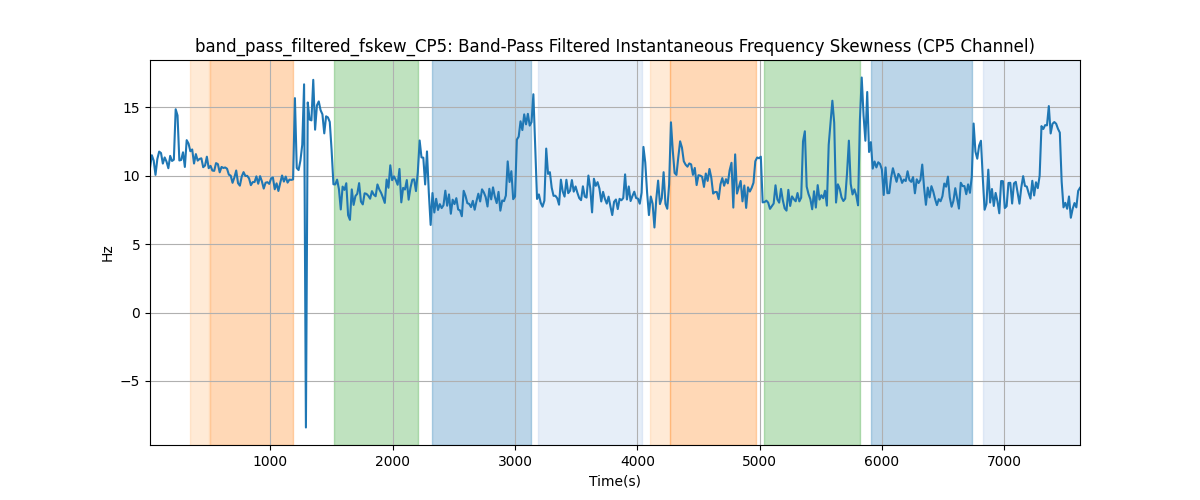 band_pass_filtered_fskew_CP5: Band-Pass Filtered Instantaneous Frequency Skewness (CP5 Channel)
15
10
5
0
−5
Hz
1000 2000 3000 4000 5000 6000 7000
Time(s)